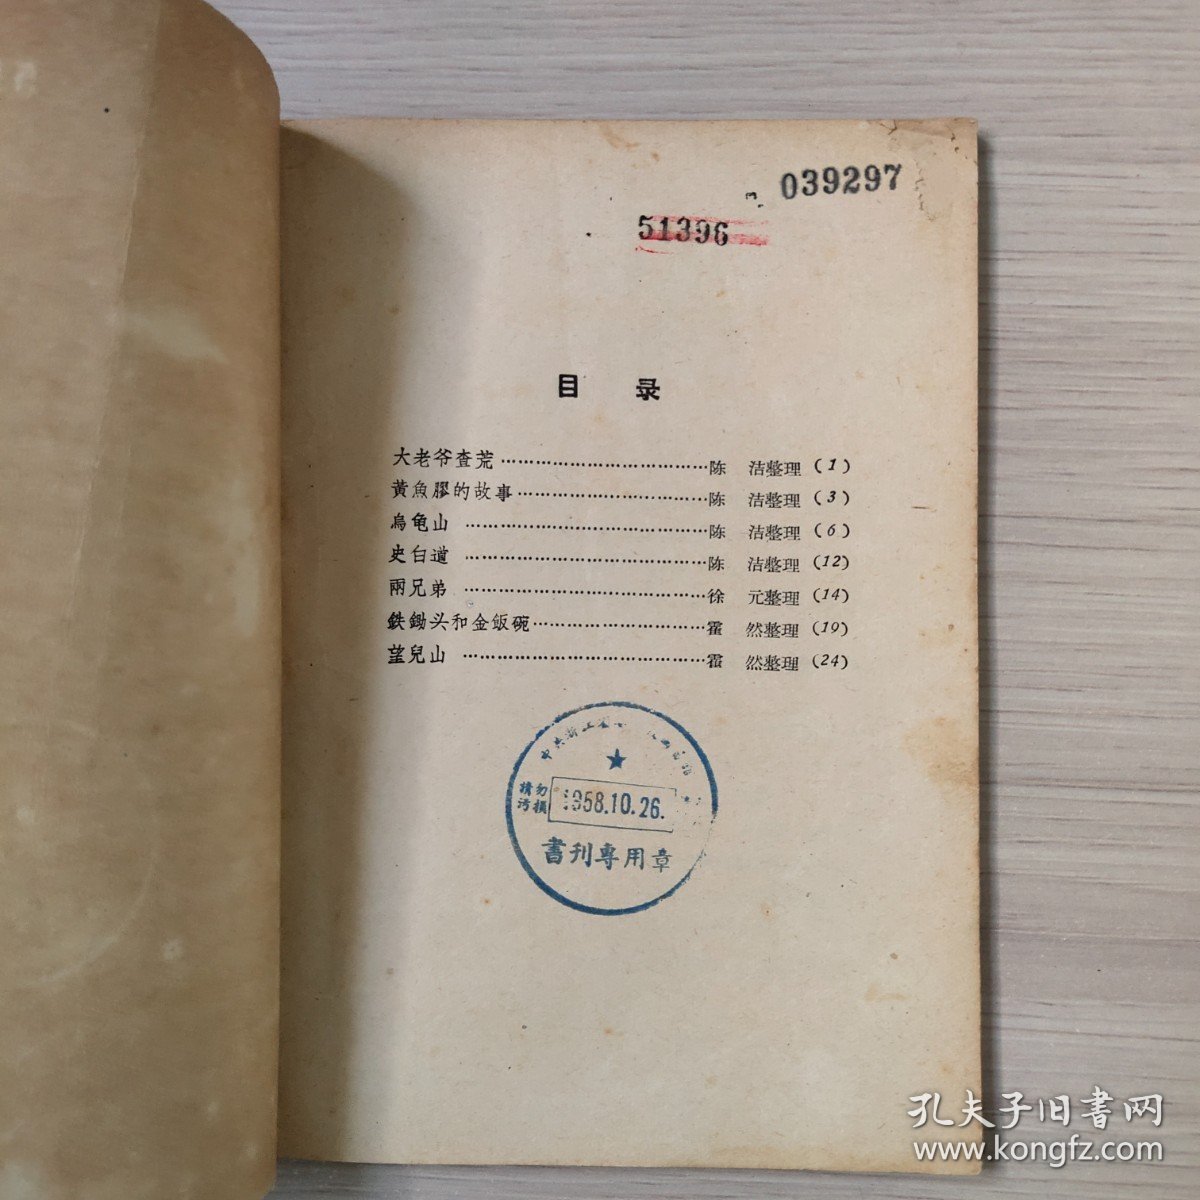 039297
51396
目 录
大老爷查荒……………………………陈 洁整理(1)
黃魚膠的故事…………………………陈 洁整理(3)
烏龟山…………………………………陈 洁整理(6)
史白道…………………………………陈 洁整理(12)
兩兄弟…………………………………徐 元整理(14)
鉄鋤头和金飯碗………………………霍 然整理(19)
望兒山…………………………………霍 然整理(24)
1958.10.26.
書刊專用章
孔夫子旧書网
www.kongfz.com